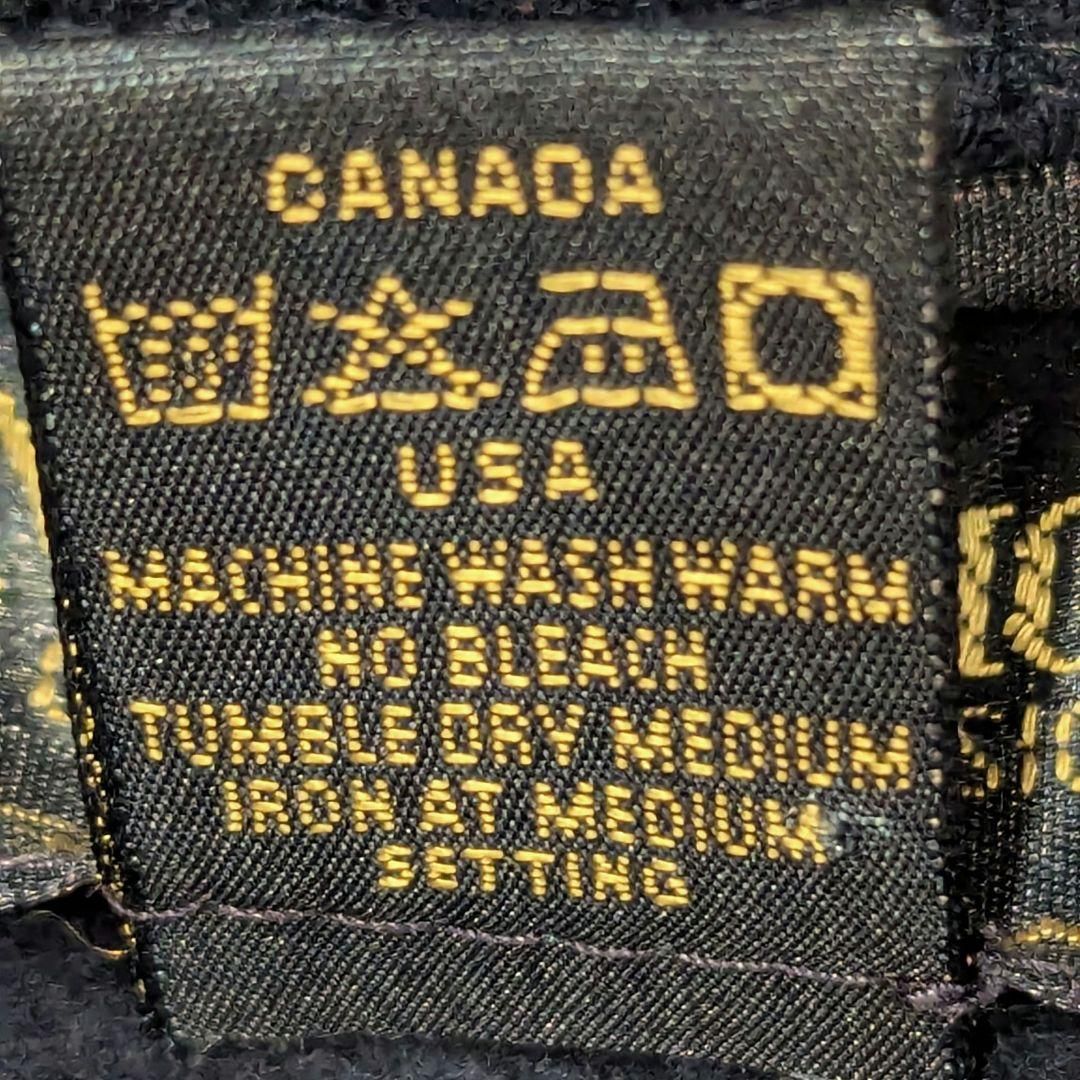 CANADA
USA
MACHINE WASH WARM
NO BLEACH
TUMBLE DRY MEDIUM
IRON AT MEDIUM
SETTING